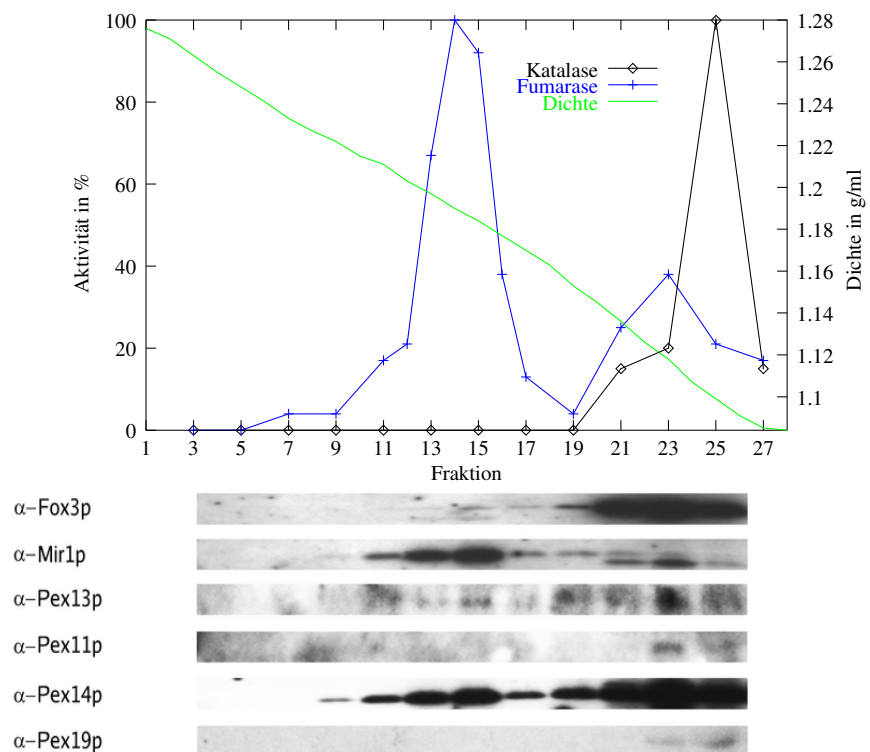 100
80
60
40
20
0
Aktivität in %
1.28
1.26
1.24
1.22
1.2
1.18
1.16
1.14
1.12
1.1
Dichte in g/ml
Katalase
Fumarase
Dichte
1 3 5 7 9 11 13 15 17 19 21 23 25 27
Fraktion
α−Fox3p
α−Mir1p
α−Pex13p
α−Pex11p
α−Pex14p
α−Pex19p